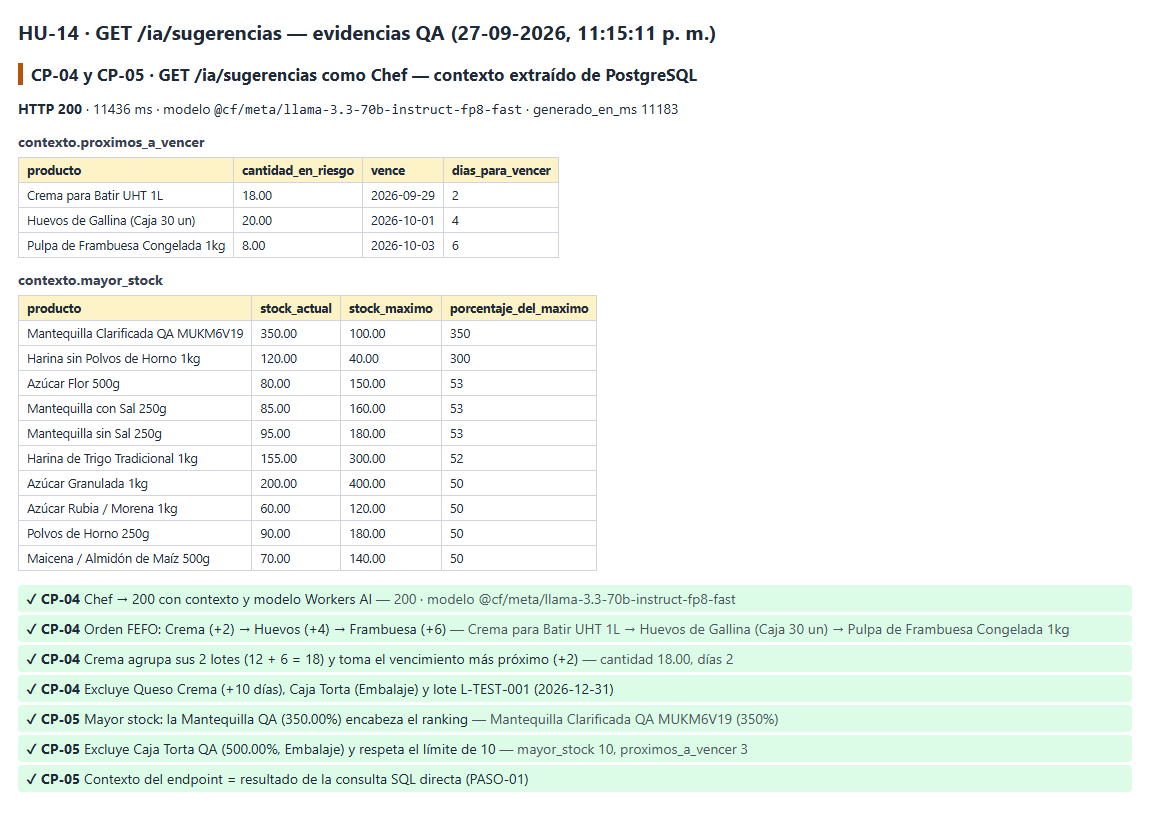 HU-14 · GET /ia/sugerencias — evidencias QA (27-09-2026, 11:15:11 p. m.)
CP-04 y CP-05 · GET /ia/sugerencias como Chef — contexto extraído de PostgreSQL
HTTP 200 · 11436 ms · modelo @cf/meta/llama-3.3-70b-instruct-fp8-fast · generado_en_ms 11183
contexto.proximos_a_vencer
producto cantidad_en_riesgo vence dias_para_vencer
Crema para Batir UHT 1L 18.00 2026-09-29 2
Huevos de Gallina (Caja 30 un) 20.00 2026-10-01 4
Pulpa de Frambuesa Congelada 1kg 8.00 2026-10-03 6
contexto.mayor_stock
producto stock_actual stock_maximo porcentaje_del_maximo
Mantequilla Clarificada QA MUKM6V19 350.00 100.00 350
Harina sin Polvos de Horno 1kg 120.00 40.00 300
Azúcar Flor 500g 80.00 150.00 53
Mantequilla con Sal 250g 85.00 160.00 53
Mantequilla sin Sal 250g 95.00 180.00 53
Harina de Trigo Tradicional 1kg 155.00 300.00 52
Azúcar Granulada 1kg 200.00 400.00 50
Azúcar Rubia / Morena 1kg 60.00 120.00 50
Polvos de Horno 250g 90.00 180.00 50
Maicena / Almidón de Maíz 500g 70.00 140.00 50
✓ CP-04 Chef → 200 con contexto y modelo Workers AI — 200 · modelo @cf/meta/llama-3.3-70b-instruct-fp8-fast
✓ CP-04 Orden FEFO: Crema (+2) → Huevos (+4) → Frambuesa (+6) — Crema para Batir UHT 1L → Huevos de Gallina (Caja 30 un) → Pulpa de Frambuesa Congelada 1kg
✓ CP-04 Crema agrupa sus 2 lotes (12 + 6 = 18) y toma el vencimiento más próximo (+2) — cantidad 18.00, días 2
✓ CP-04 Excluye Queso Crema (+10 días), Caja Torta (Embalaje) y lote L-TEST-001 (2026-12-31)
✓ CP-05 Mayor stock: la Mantequilla QA (350.00%) encabeza el ranking — Mantequilla Clarificada QA MUKM6V19 (350%)
✓ CP-05 Excluye Caja Torta QA (500.00%, Embalaje) y respeta el límite de 10 — mayor_stock 10, proximos_a_vencer 3
✓ CP-05 Contexto del endpoint = resultado de la consulta SQL directa (PASO-01)